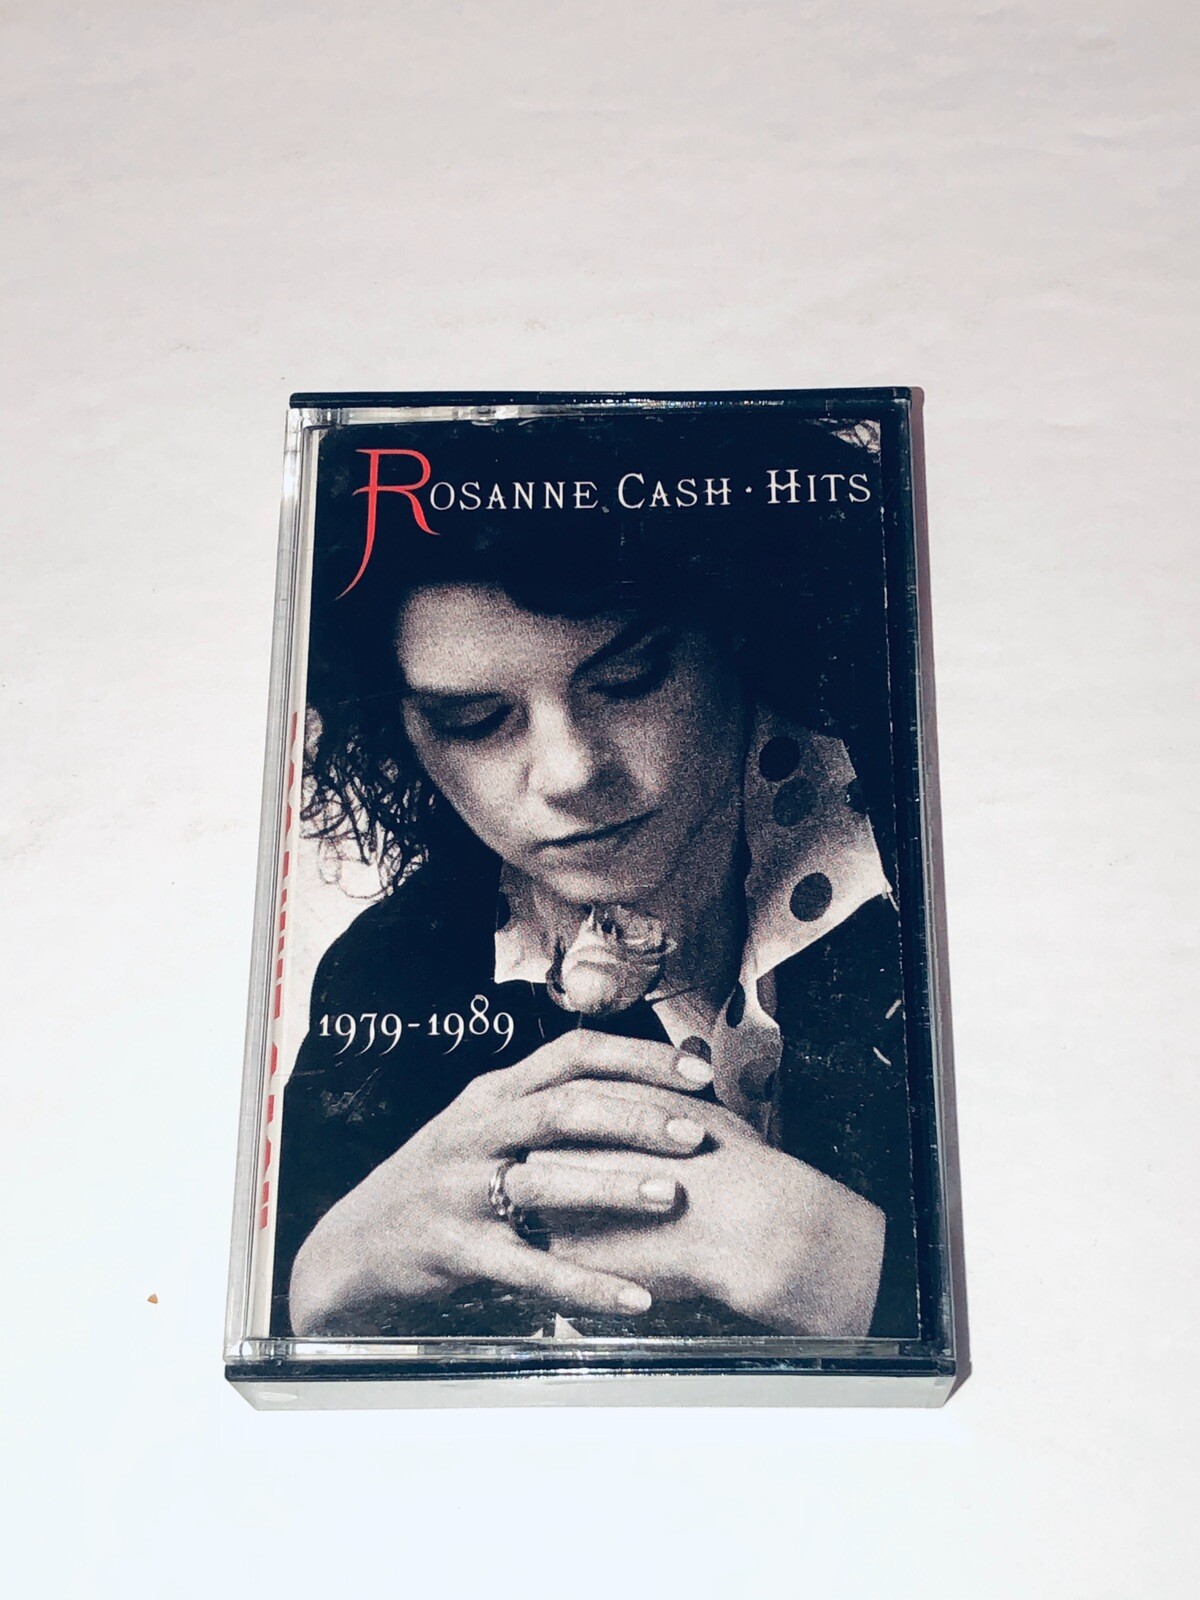 ROSANNE CASH · HITS
1979-1989